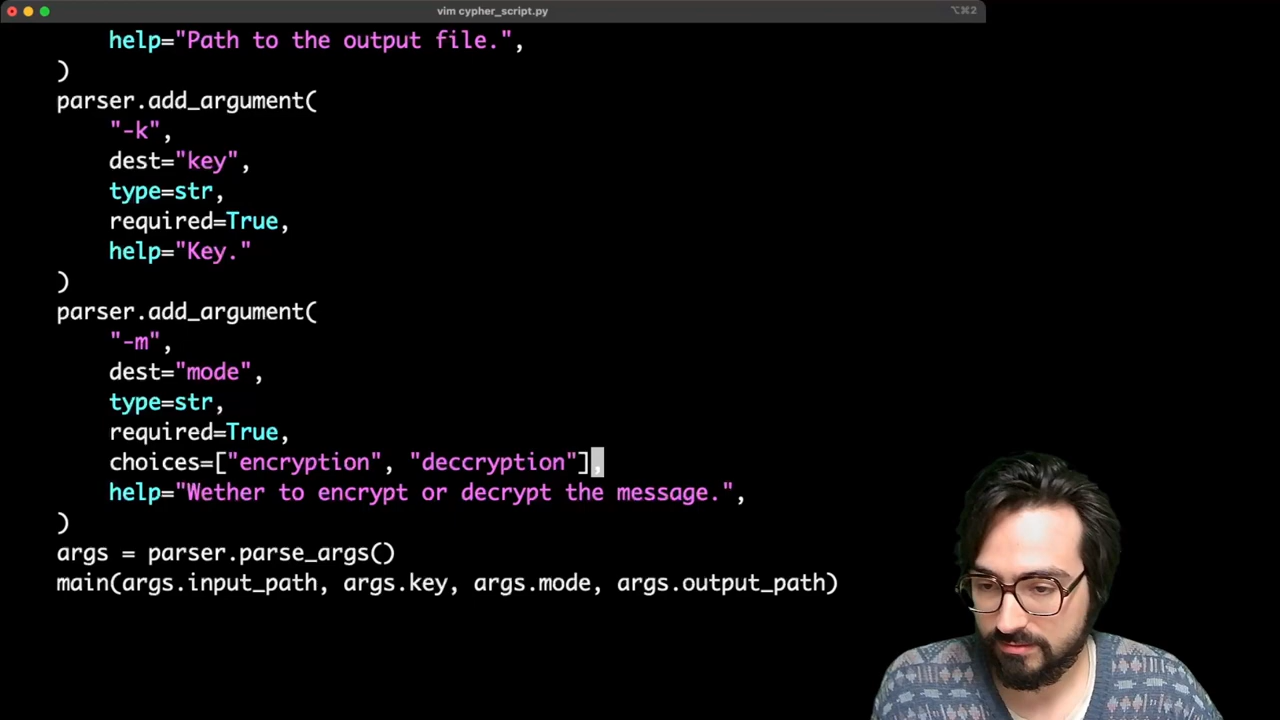 vim cypher_script.py
⌥⌘2
help="Path to the output file.",
)
parser.add_argument(
"-k",
dest="key",
type=str,
required=True,
help="Key."
)
parser.add_argument(
"-m",
dest="mode",
type=str,
required=True,
choices=["encryption", "deccryption"],
help="Wether to encrypt or decrypt the message.",
)
args = parser.parse_args()
main(args.input_path, args.key, args.mode, args.output_path)